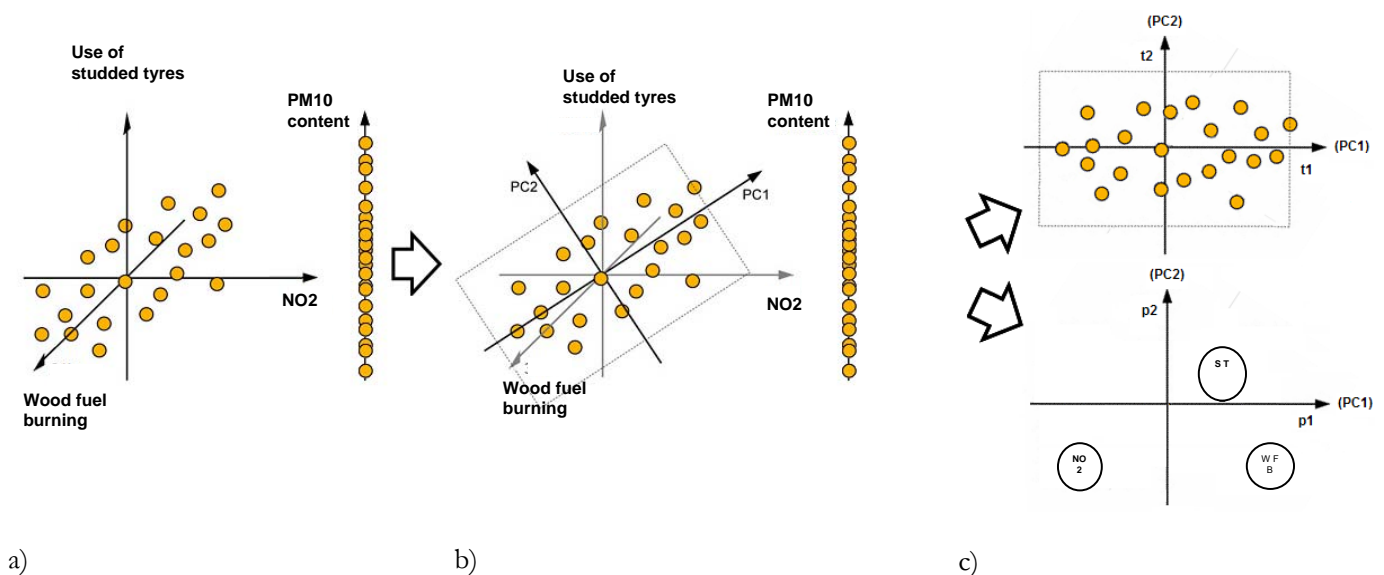 Use of
studded tyres
PM10
content
NO2
Wood fuel
burning
a)
Use of
studded tyres
PM10
content
PC2
PC1
NO2
Wood fuel
burning
b)
(PC2)
t2
(PC1)
t1
(PC2)
p2
S T
(PC1)
p1
NO
2
W F
B
c)